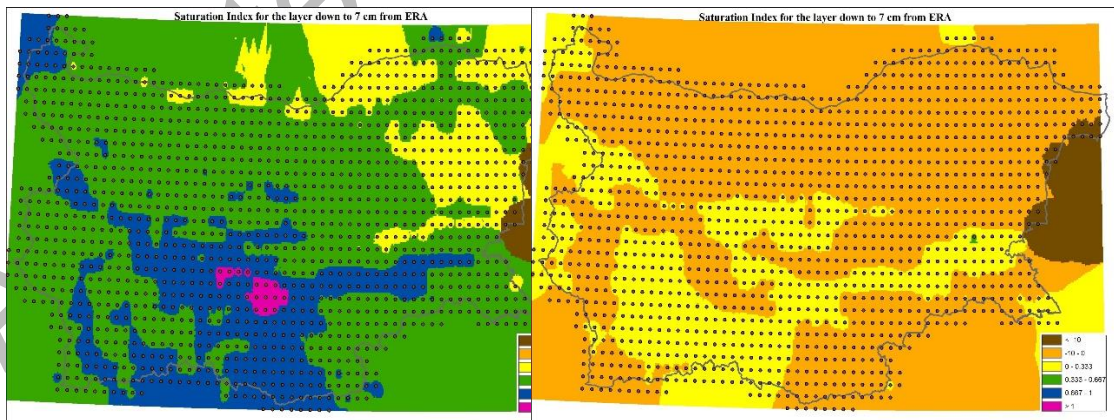 Saturation Index for the layer down to 7 cm from ERA
Saturation Index for the layer down to 7 cm from ERA
< -10
-10 - 0
0 - 0.333
0.333 - 0.667
0.667 - 1
> 1